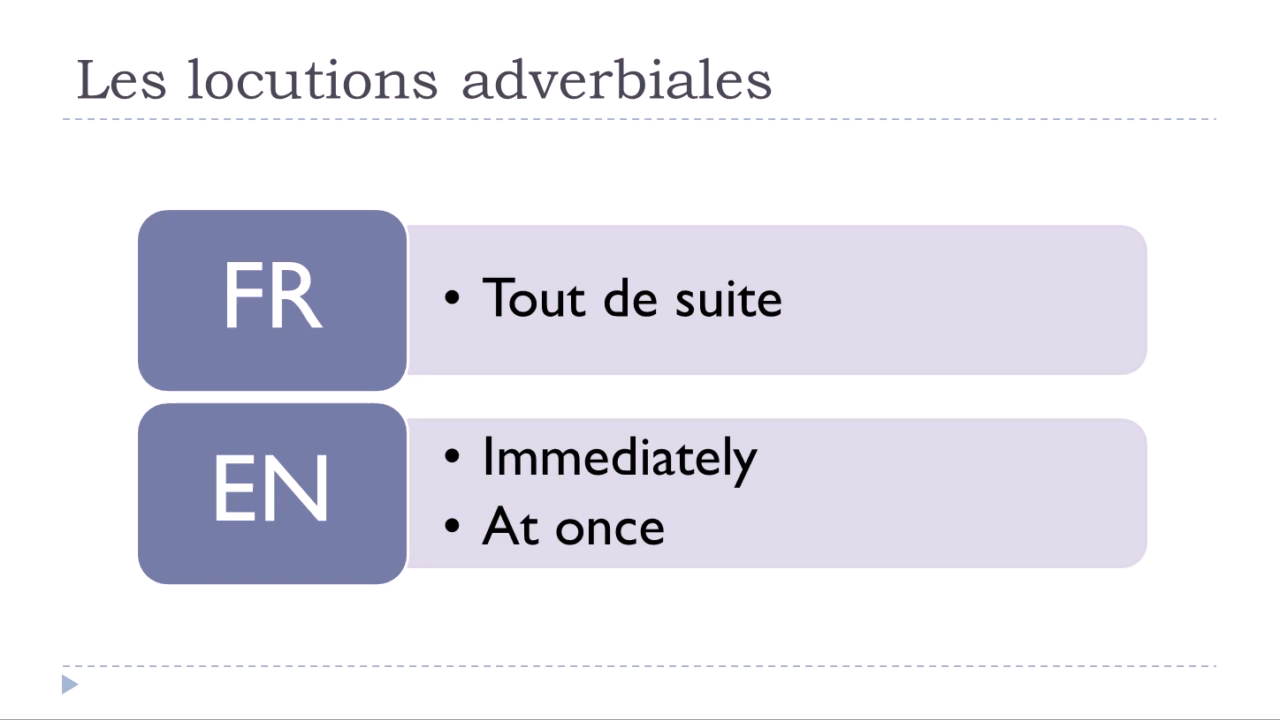 Les locutions adverbiales
FR
• Tout de suite
EN
• Immediately
• At once